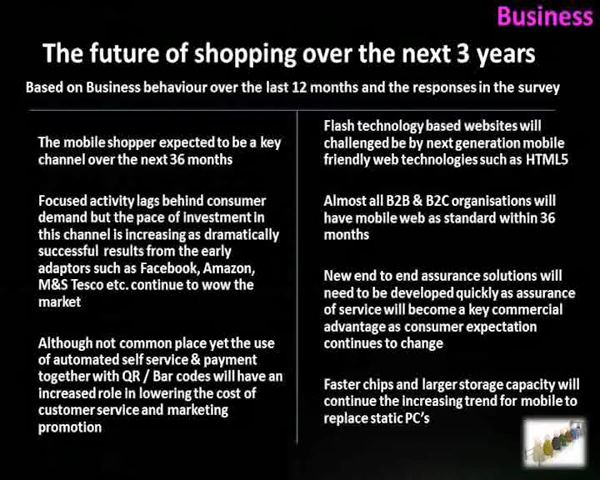 Business
The future of shopping over the next 3 years
Based on Business behaviour over the last 12 months and the responses in the survey
The mobile shopper expected to be a key
channel over the next 36 months
Focused activity lags behind consumer
demand but the pace of investment in
this channel is increasing as dramatically
successful results from the early
adaptors such as Facebook, Amazon,
M&S Tesco etc. continue to wow the
market
Although not common place yet the use
of automated self service & payment
together with QR / Bar codes will have an
increased role in lowering the cost of
customer service and marketing
promotion
Flash technology based websites will
challenged be by next generation mobile
friendly web technologies such as HTML5
Almost all B2B & B2C organisations will
have mobile web as standard within 36
months
New end to end assurance solutions will
need to be developed quickly as assurance
of service will become a key commercial
advantage as consumer expectation
continues to change
Faster chips and larger storage capacity will
continue the increasing trend for mobile to
replace static PC's